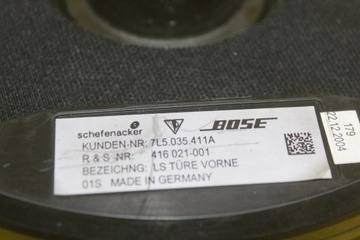 schefenacker BOSE
KUNDEN-NR: 7L5.035.411A
R & S -NR: 416 021-001
BEZEICHNG: LS TÜRE VORNE
01S MADE IN GERMANY
179
22.12.2004